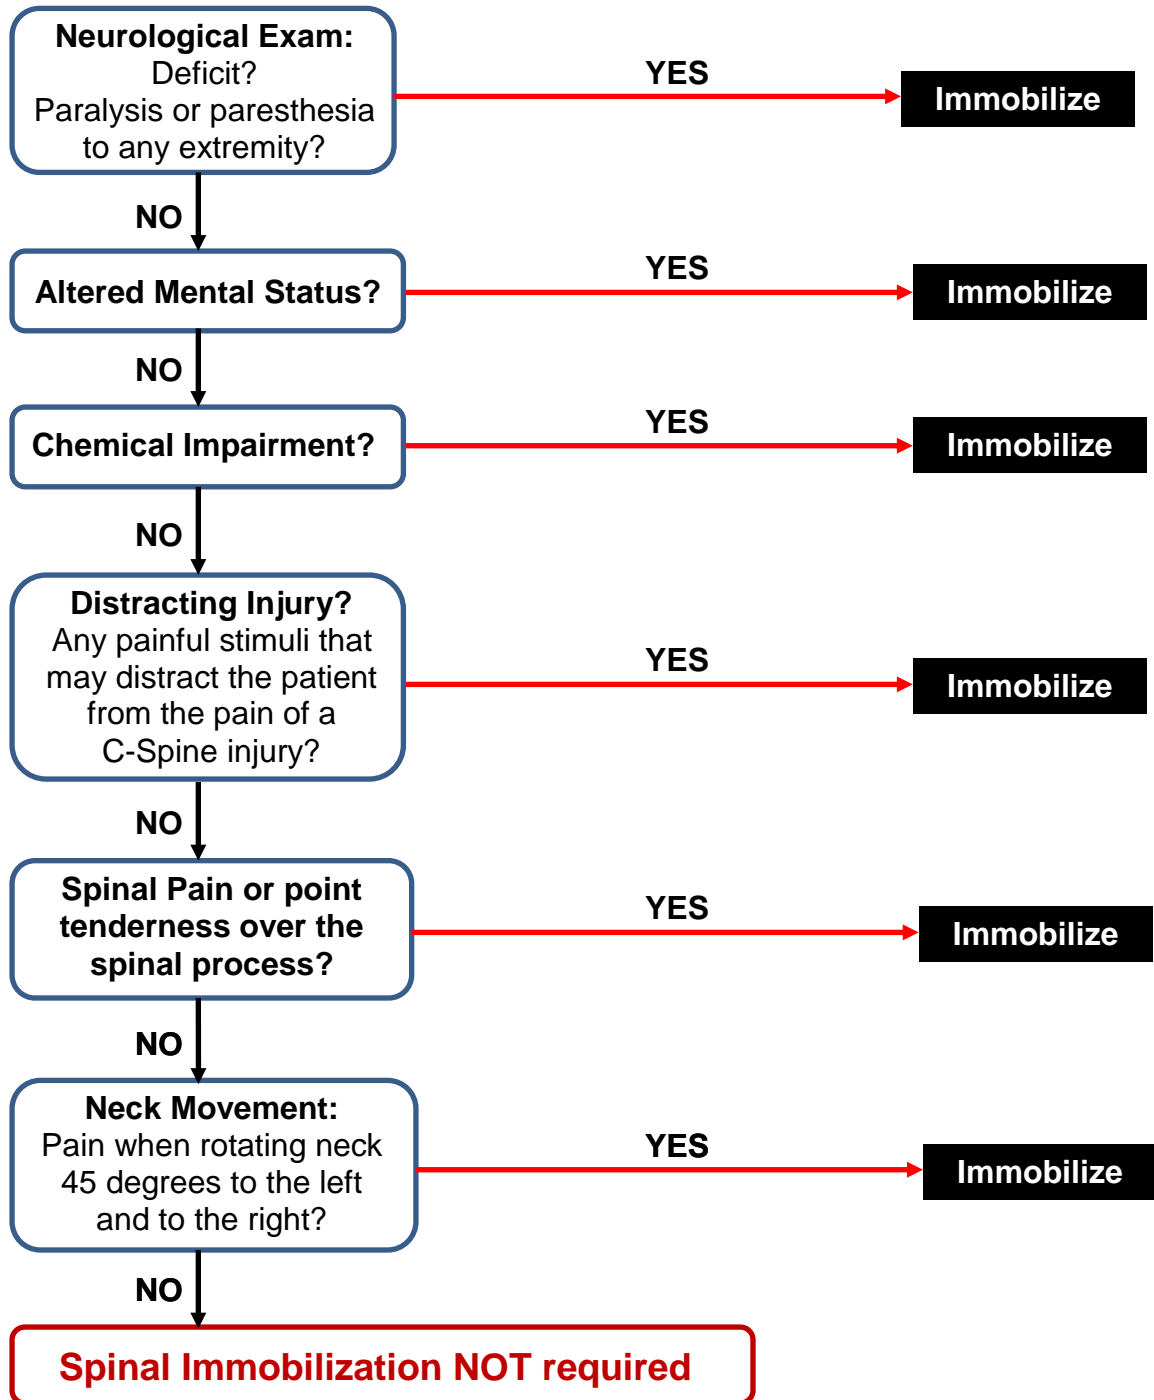 Neurological Exam:
Deficit?
Paralysis or paresthesia
to any extremity?
YES
Immobilize
NO
Altered Mental Status?
YES
Immobilize
NO
Chemical Impairment?
YES
Immobilize
NO
Distracting Injury?
Any painful stimuli that
may distract the patient
from the pain of a
C-Spine injury?
YES
Immobilize
NO
Spinal Pain or point
tenderness over the
spinal process?
YES
Immobilize
NO
Neck Movement:
Pain when rotating neck
45 degrees to the left
and to the right?
YES
Immobilize
NO
Spinal Immobilization NOT required